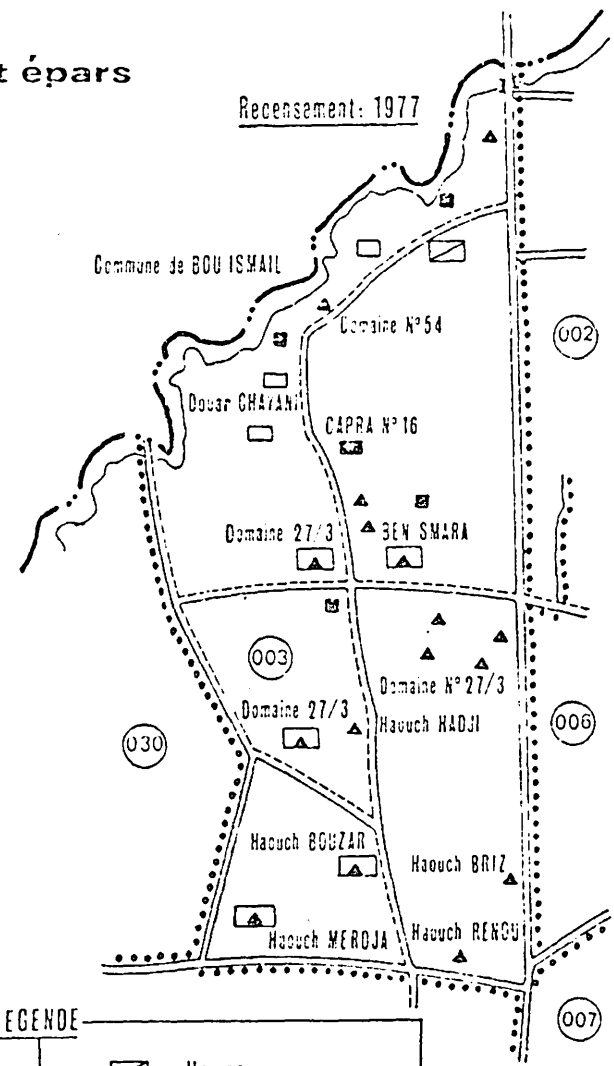 t épars
Recensement: 1977
Commune de BOU ISMAIL
Domaine N°54
002
Douar CHAYANI
CAPRA N°16
Domaine 27/3
BEN SMARA
003
Domaine N°27/3
Domaine 27/3
Haouch HADJI
030
006
Haouch BOUZAR
Haouch BRIZ
Haouch MERDJA
Haouch RENOU
EGENDE
007